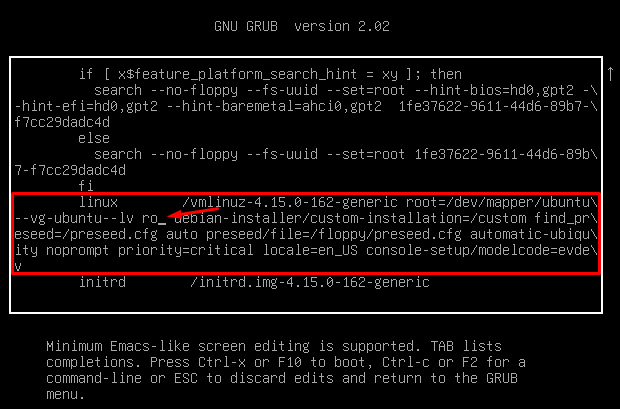 GNU GRUB  version 2.02
if [ x$feature_platform_search_hint = xy ]; then
search --no-floppy --fs-uuid --set=root --hint-bios=hd0,gpt2 -\
-hint-efi=hd0,gpt2 --hint-baremetal=ahci0,gpt2  1fe37622-9611-44d6-89b7-\
f7cc29dadc4d
else
search --no-floppy --fs-uuid --set=root 1fe37622-9611-44d6-89b\
7-f7cc29dadc4d
fi
linux        /vmlinuz-4.15.0-162-generic root=/dev/mapper/ubuntu\
--vg-ubuntu--lv ro_ debian-installer/custom-installation=/custom find_pr\
eseed=/preseed.cfg auto preseed/file=/floppy/preseed.cfg automatic-ubiqu\
ity noprompt priority=critical locale=en_US console-setup/modelcode=evde\
v
initrd        /initrd.img-4.15.0-162-generic
Minimum Emacs-like screen editing is supported. TAB lists
completions. Press Ctrl-x or F10 to boot, Ctrl-c or F2 for a
command-line or ESC to discard edits and return to the GRUB
menu.